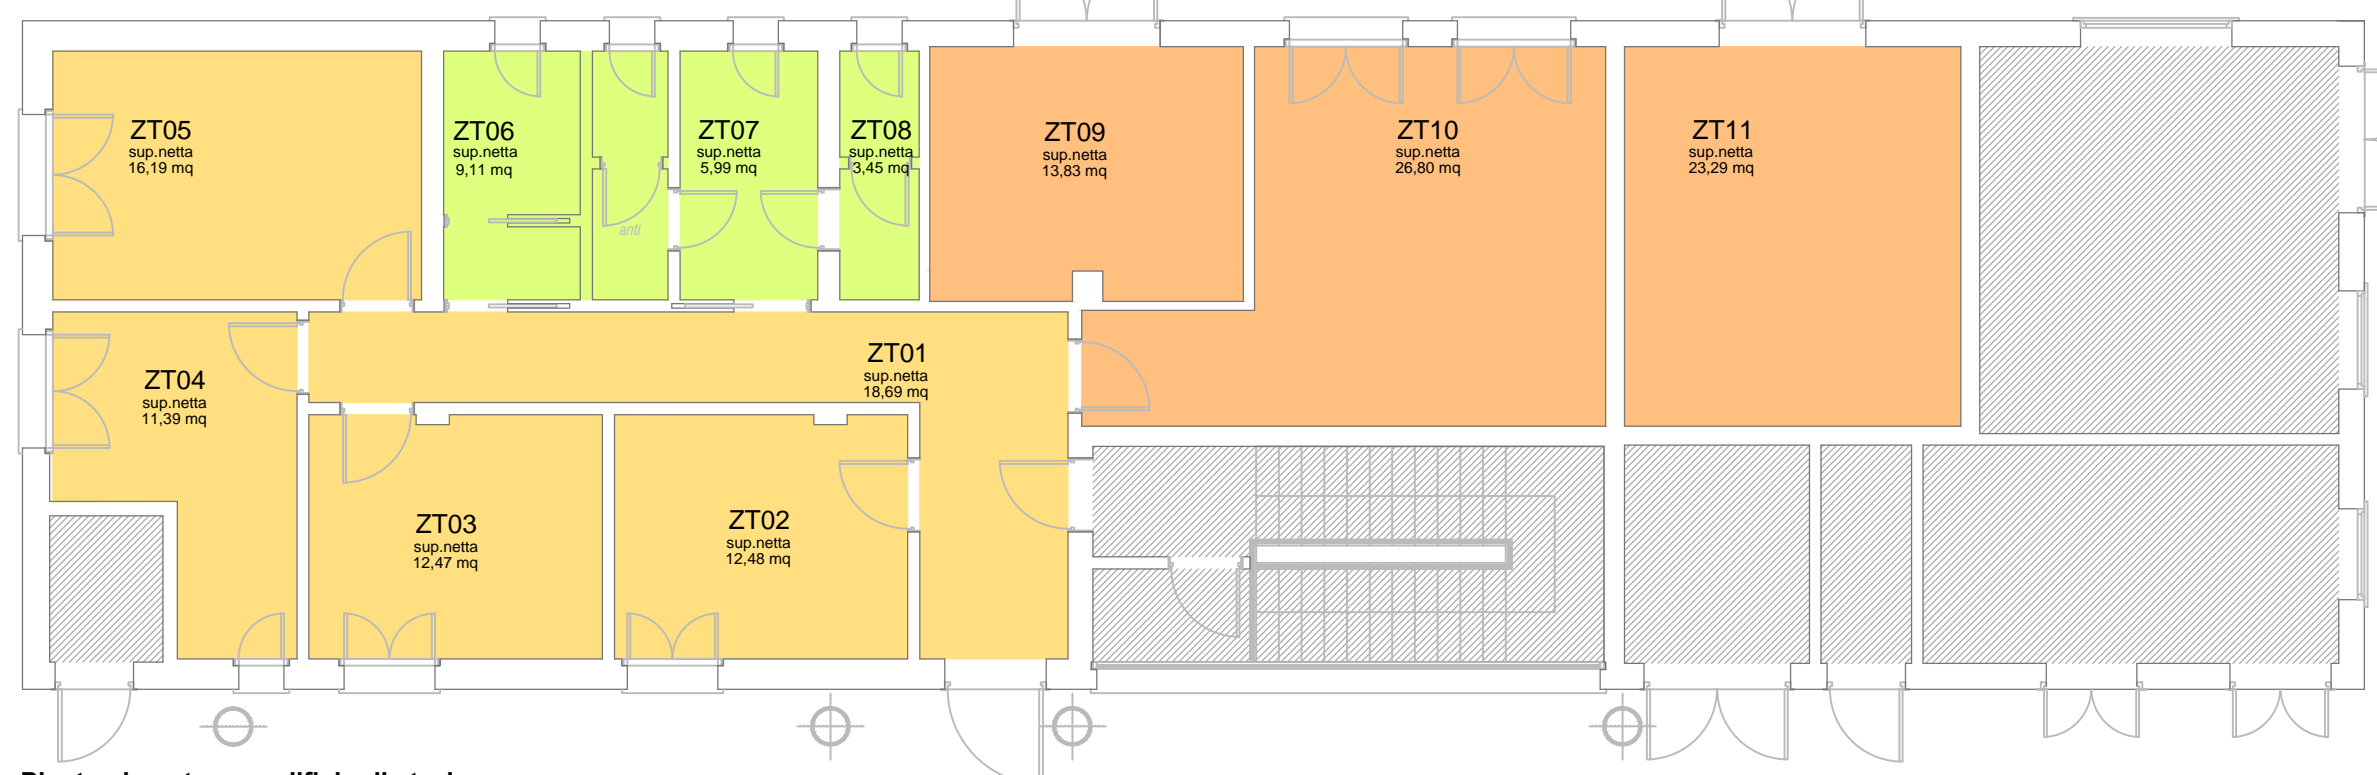 ZT05
sup.netta
16,19 mq
ZT06
sup.netta
9,11 mq
ZT07
sup.netta
5,99 mq
ZT08
sup.netta
3,45 mq
ZT09
sup.netta
13,83 mq
ZT10
sup.netta
26,80 mq
ZT11
sup.netta
23,29 mq
anti
ZT01
sup.netta
18,69 mq
ZT04
sup.netta
11,39 mq
ZT03
sup.netta
12,47 mq
ZT02
sup.netta
12,48 mq